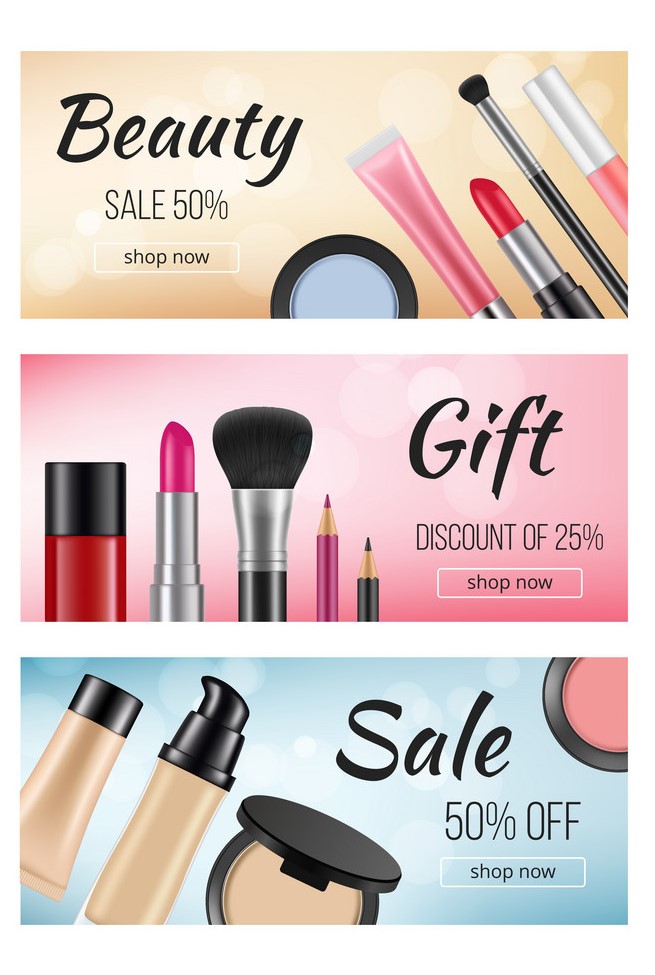 Beauty
SALE 50%
shop now
Gift
DISCOUNT OF 25%
shop now
Sale
50% OFF
shop now